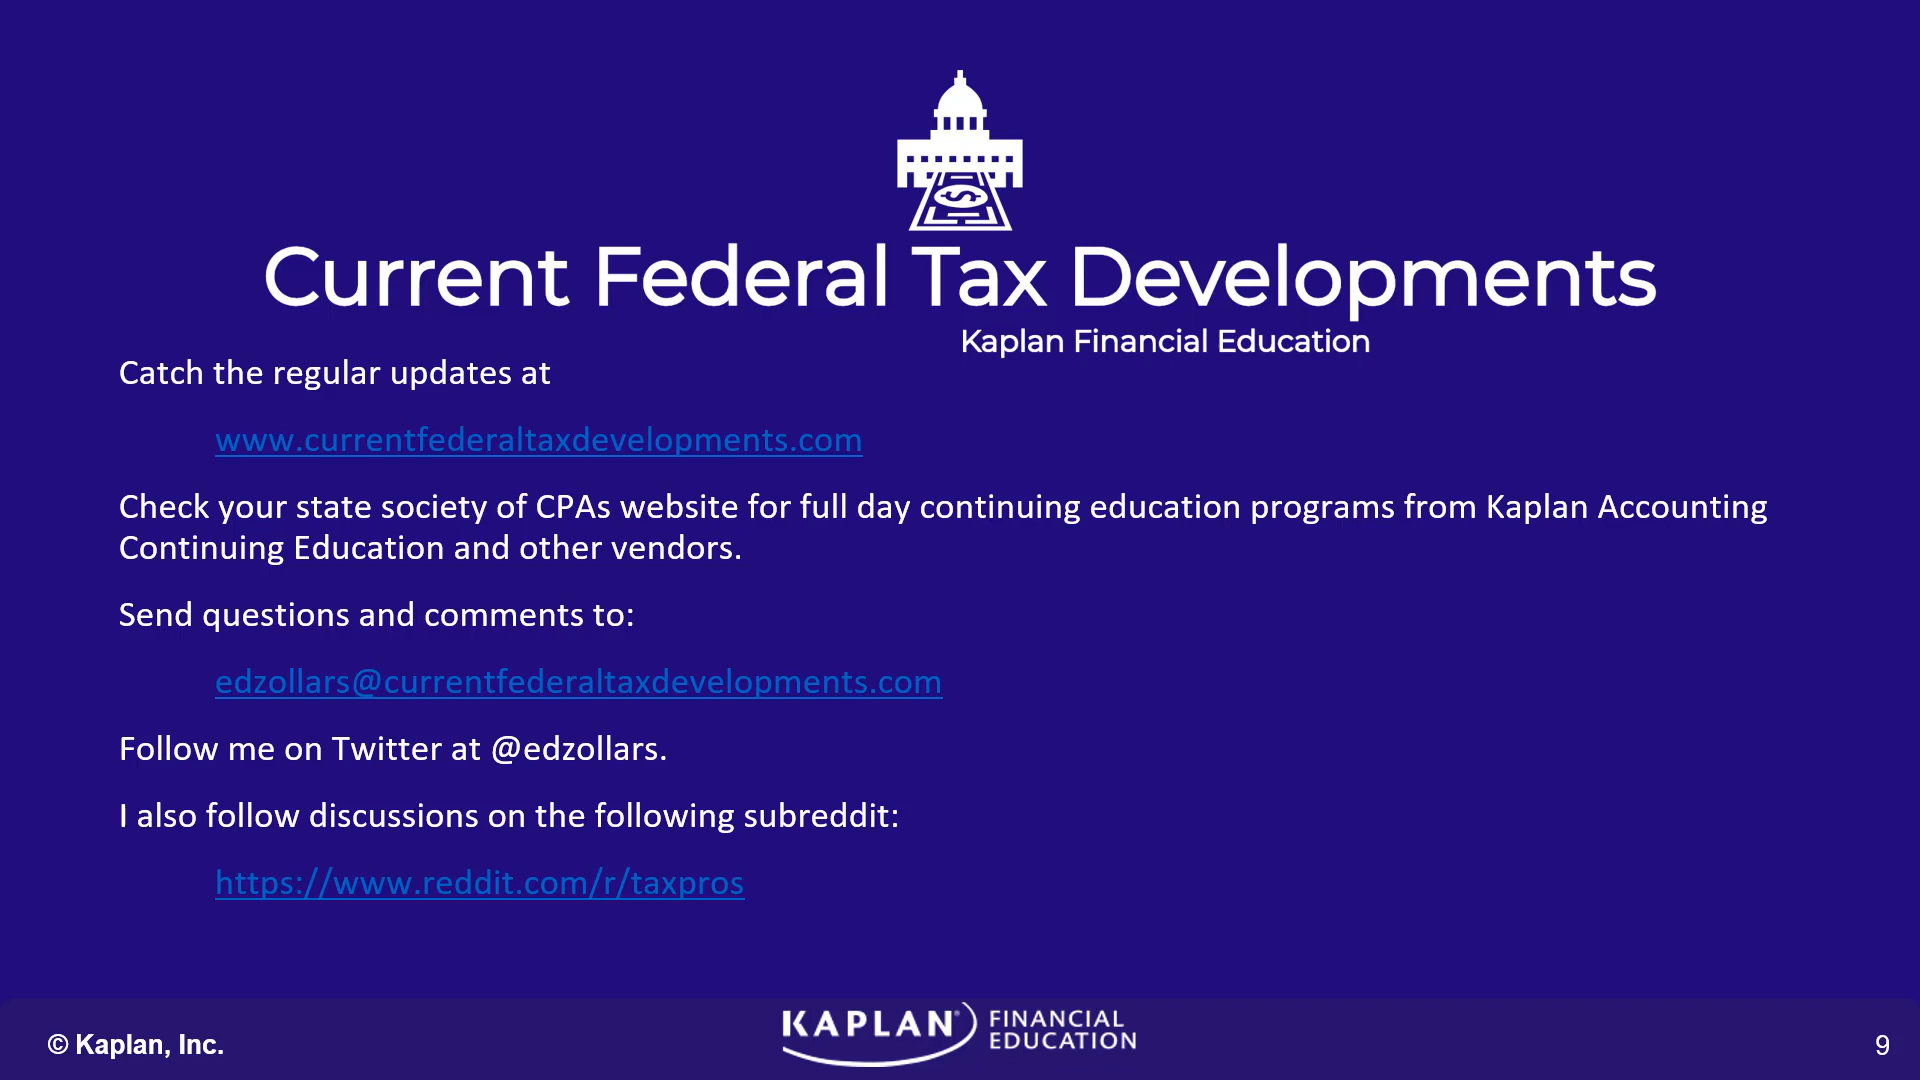 Current Federal Tax Developments
Kaplan Financial Education
Catch the regular updates at
www.currentfederaltaxdevelopments.com
Check your state society of CPAs website for full day continuing education programs from Kaplan Accounting
Continuing Education and other vendors.
Send questions and comments to:
edzollars@currentfederaltaxdevelopments.com
Follow me on Twitter at @edzollars.
I also follow discussions on the following subreddit:
https://www.reddit.com/r/taxpros
© Kaplan, Inc.
KAPLAN® FINANCIAL
EDUCATION
9